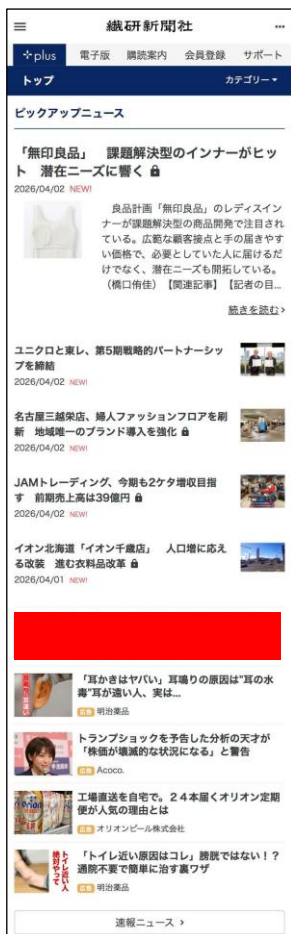 繊研新聞社
plus 電子版 購読案内 会員登録 サポート
トップ カテゴリー
ピックアップニュース
「無印良品」 課題解決型のインナーがヒッ
ト 潜在ニーズに響く
2026/04/02 NEW!
良品計画「無印良品」のレディスイン
ナーが課題解決型の商品開発で注目され
ている。広範な顧客接点と手の届きやす
い価格で、必要としていた人に届けるだ
けでなく、潜在ニーズも開拓している。
（橋口侑佳）【関連記事】【記者の目...
続きを読む›
ユニクロと東レ、第5期戦略的パートナーシッ
プを締結
2026/04/02 NEW!
名古屋三越栄店、婦人ファッションフロアを刷
新 地域唯一のブランド導入を強化
2026/04/02 NEW!
JAMトレーディング、今期も2ケタ増収目指
す 前期売上高は39億円
2026/04/02 NEW!
イオン北海道「イオン千歳店」 人口増に応え
る改装 進む衣料品改革
2026/04/01 NEW!
「耳かきはヤバい」耳鳴りの原因は"耳の水
毒"耳が遠い人、実は...
広告 明治薬品
トランプショックを予告した分析の天才が
「株価が壊滅的な状況になる」と警告
広告 Acoco.
工場直送を自宅で。２４本届くオリオン定期
便が人気の理由とは
広告 オリオンビール株式会社
「トイレ近い原因はコレ」膀胱ではない！？
通院不要で簡単に治す裏ワザ
広告 明治薬品
トイレ近い人
絶対やって
速報ニュース ›